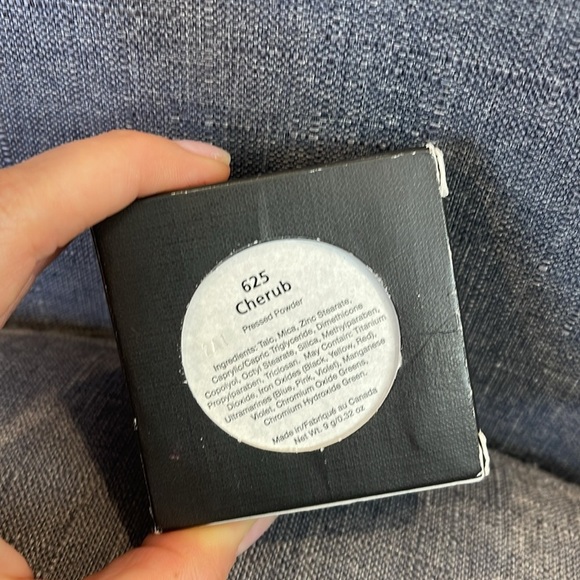 625
Cherub
Pressed Powder
Ingredients: Talc, Mica, Zinc Stearate,
Caprylic/Capric Triglyceride, Dimethicone
Copolyol, Octyl Stearate, Silica, Methylparaben,
Propylparaben, Triclosan. May Contain: Titanium
Dioxide, Iron Oxides (Black, Yellow, Red),
Ultramarines (Blue, Pink, Violet), Manganese
Violet, Chromium Oxide Greens,
Chromium Hydroxide Green.
Made in/Fabriqué au Canada
Net Wt. 9 g/0.32 oz